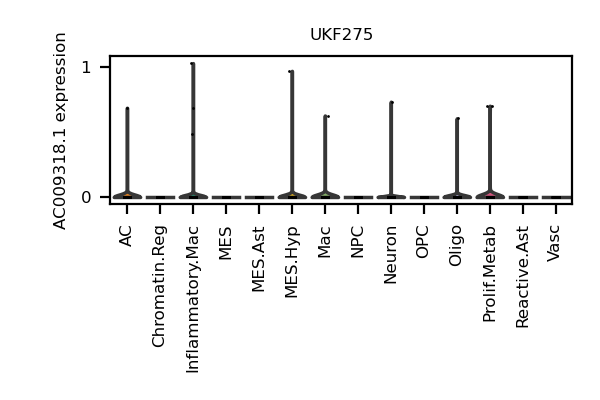 UKF275
AC009318.1 expression
1
0
AC
Chromatin.Reg
Inflammatory.Mac
MES
MES.Ast
MES.Hyp
Mac
NPC
Neuron
OPC
Oligo
Prolif.Metab
Reactive.Ast
Vasc